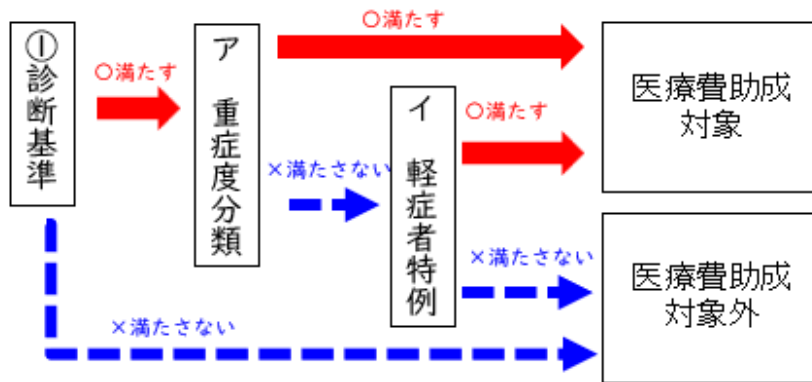 ①診断基準
○満たす
ア 重症度分類
○満たす
×満たさない
イ 軽症者特例
○満たす
×満たさない
×満たさない
医療費助成
対象
医療費助成
対象外